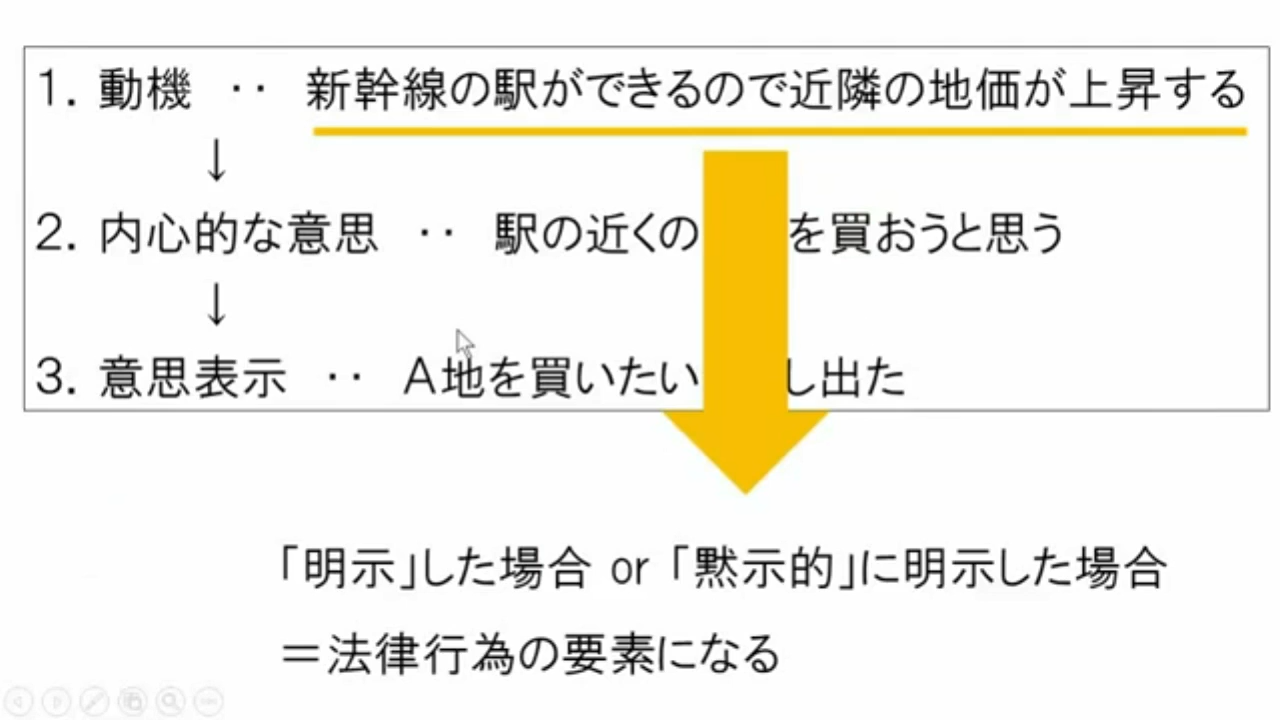 1. 動機 ‥ 新幹線の駅ができるので近隣の地価が上昇する
↓
2. 内心的な意思 ‥ 駅の近くの を買おうと思う
↓
3. 意思表示 ‥ A地を買いたい し出た
「明示」した場合 or 「黙示的」に明示した場合
＝法律行為の要素になる